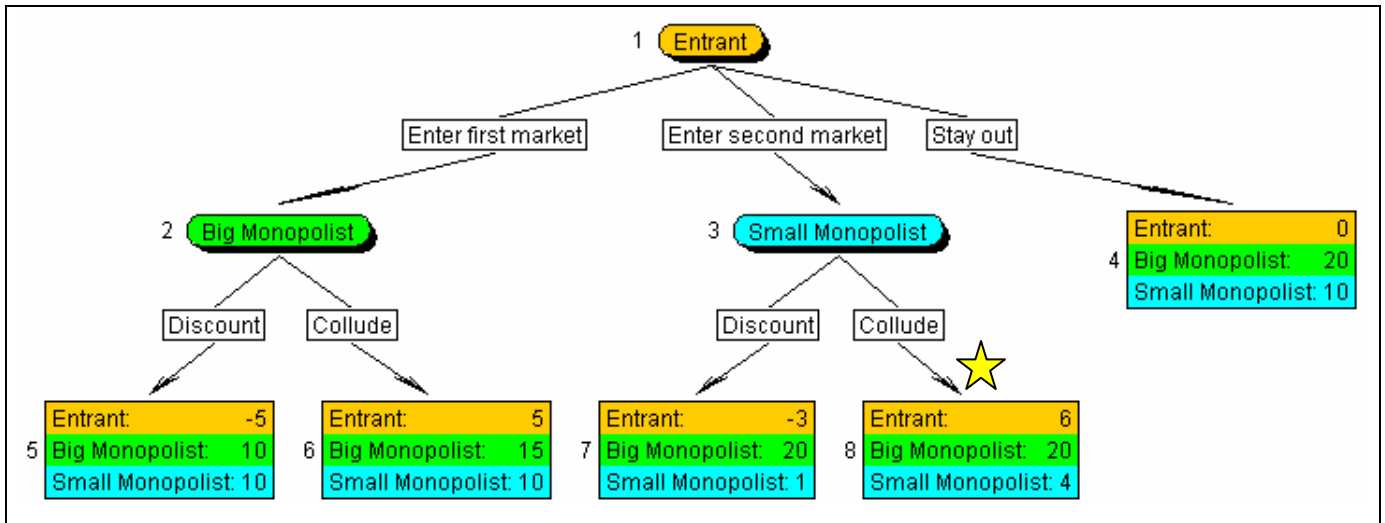 1 Entrant
Enter first market Enter second market Stay out
2 Big Monopolist 3 Small Monopolist
Entrant: 0
4 Big Monopolist: 20
Small Monopolist: 10
Discount Collude Discount Collude
Entrant: -5
5 Big Monopolist: 10
Small Monopolist: 10
Entrant: 5
6 Big Monopolist: 15
Small Monopolist: 10
Entrant: -3
7 Big Monopolist: 20
Small Monopolist: 1
Entrant: 6
8 Big Monopolist: 20
Small Monopolist: 4